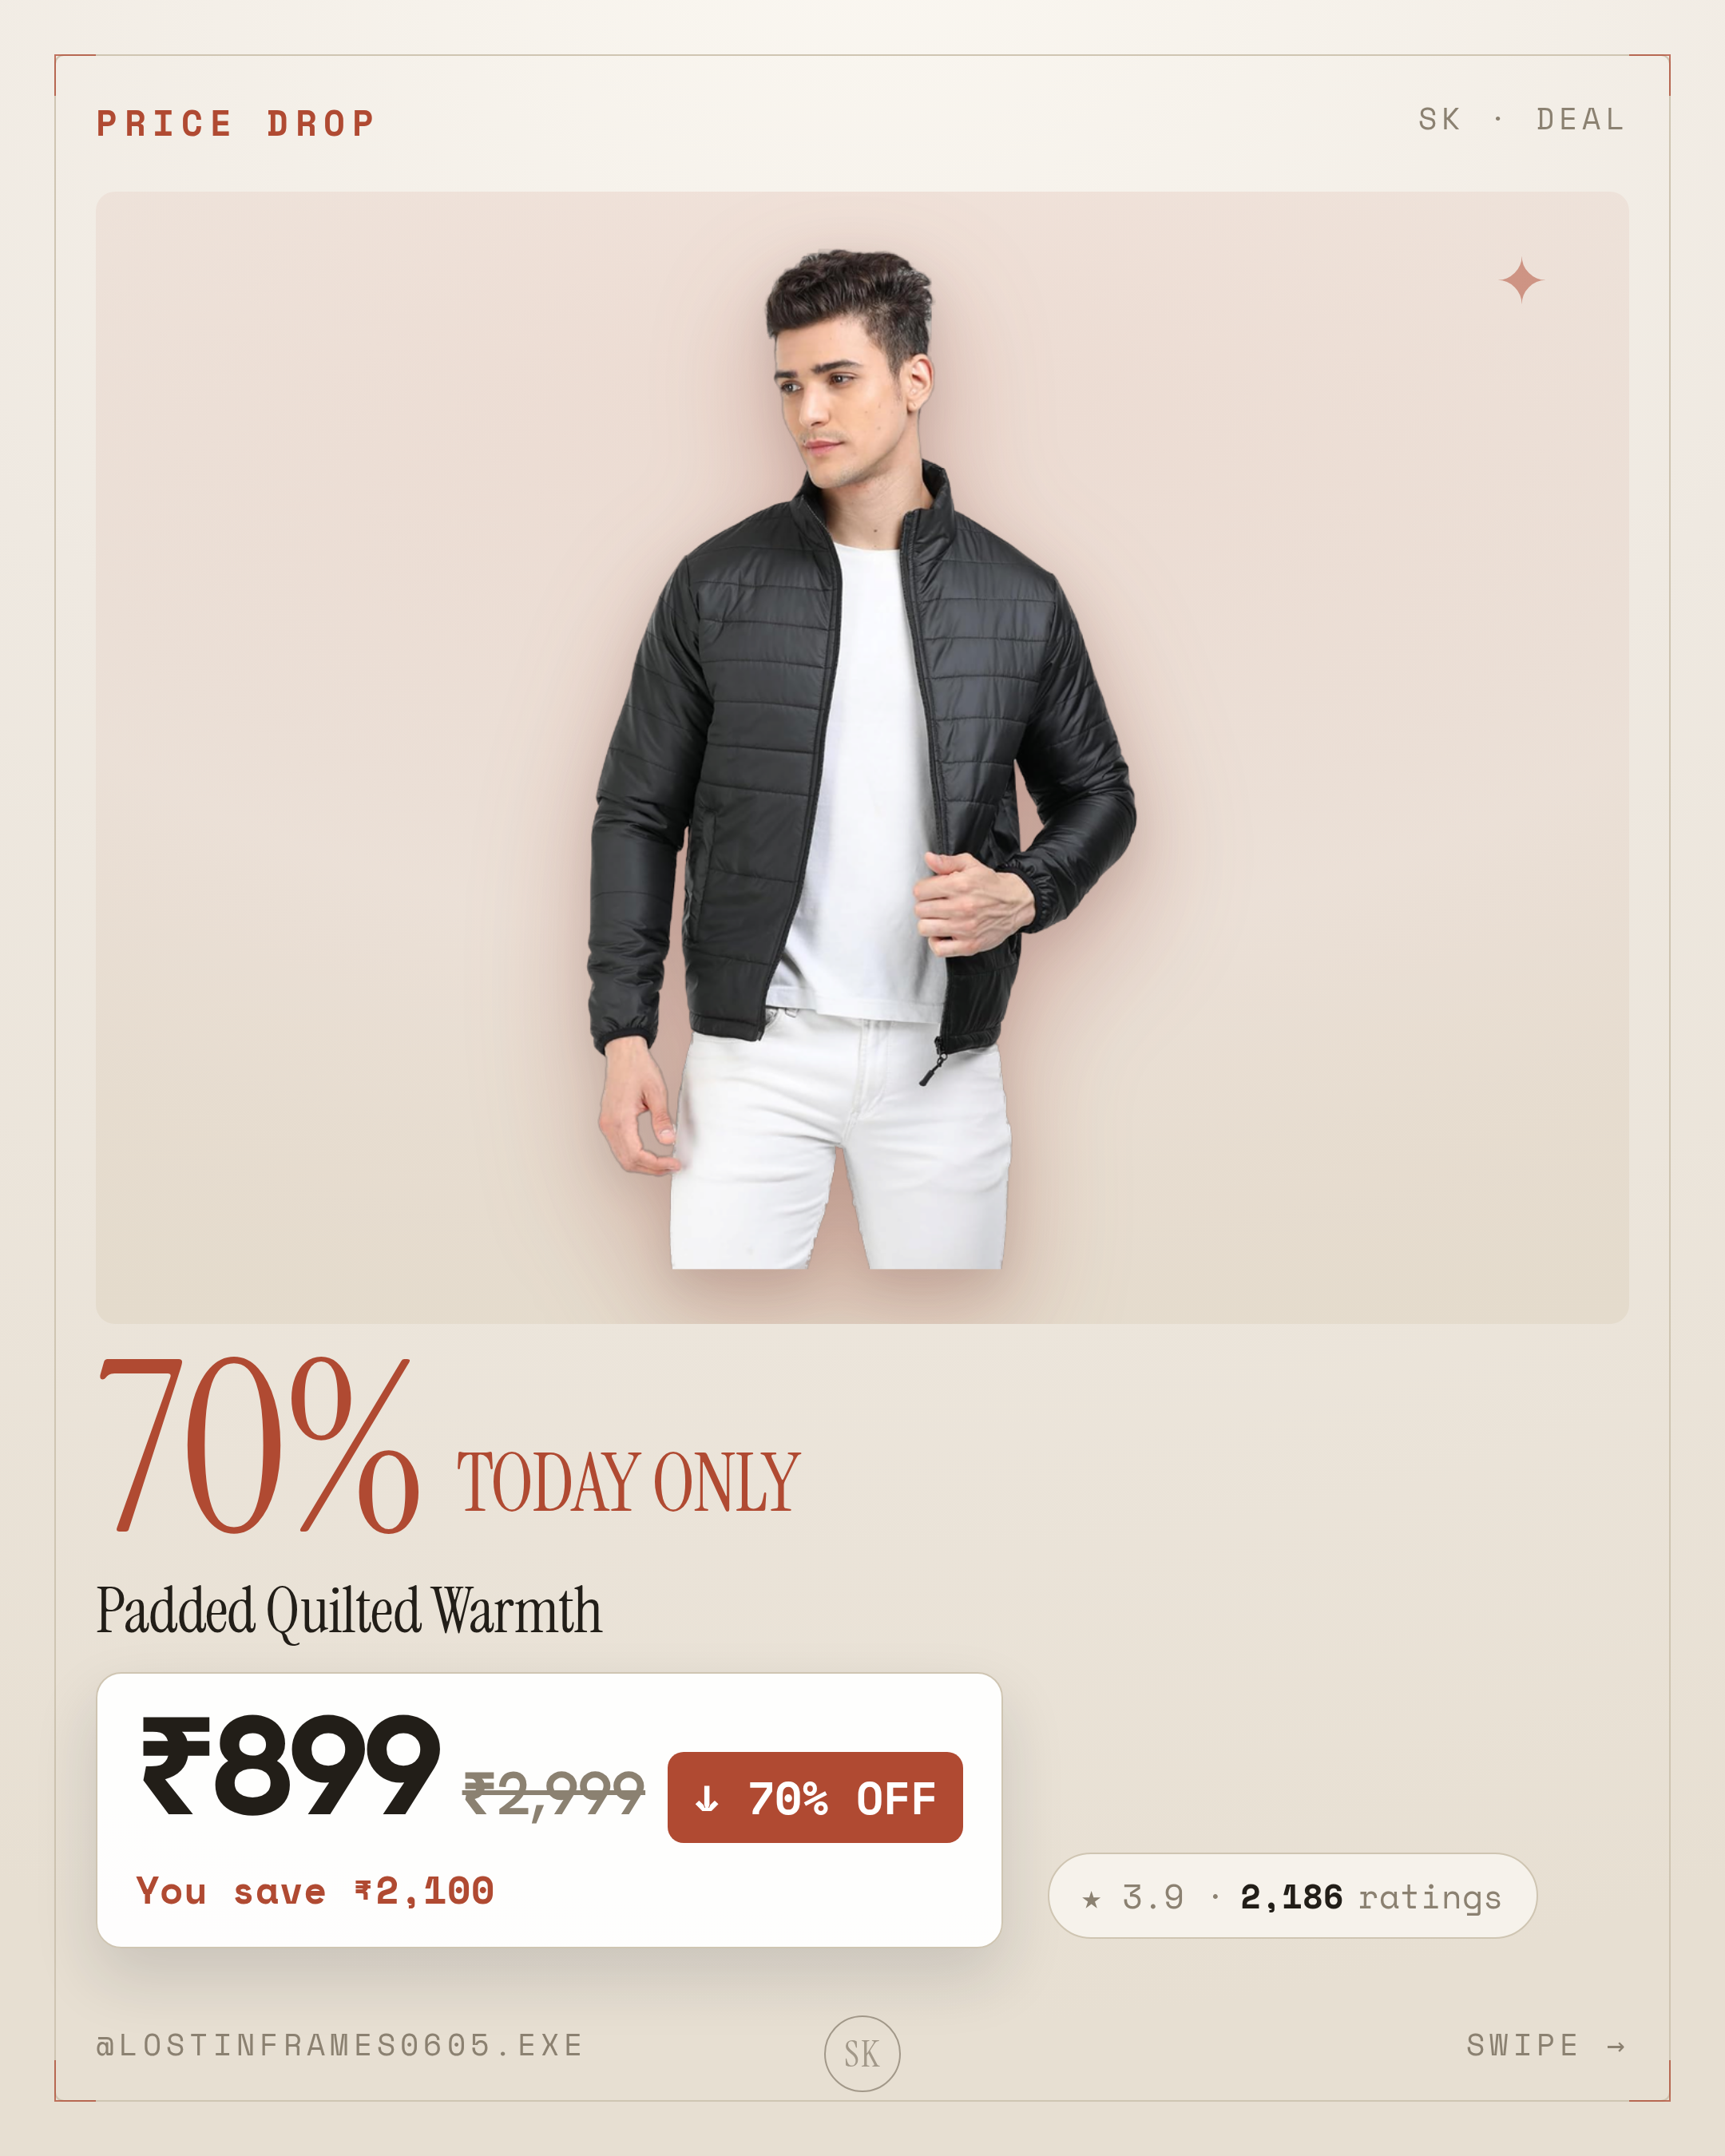 PRICE DROP
SK · DEAL
70% TODAY ONLY
Padded Quilted Warmth
₹899 ₹2,999 ↓ 70% OFF
You save ₹2,100
★ 3.9 · 2,186 ratings
@LOSTINFRAMES0605.EXE
SK
SWIPE →